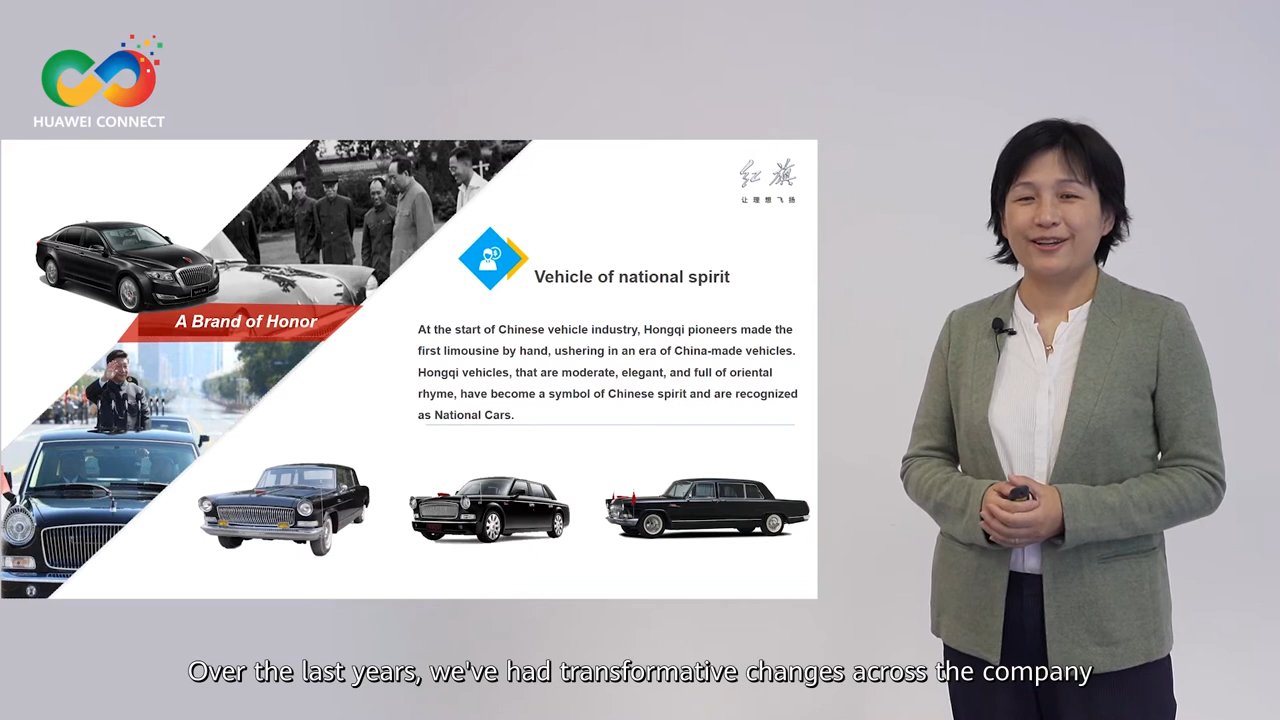 HUAWEI CONNECT
红旗
让理想飞扬
Vehicle of national spirit
A Brand of Honor
At the start of Chinese vehicle industry, Hongqi pioneers made the
first limousine by hand, ushering in an era of China-made vehicles.
Hongqi vehicles, that are moderate, elegant, and full of oriental
rhyme, have become a symbol of Chinese spirit and are recognized
as National Cars.
Over the last years, we've had transformative changes across the company